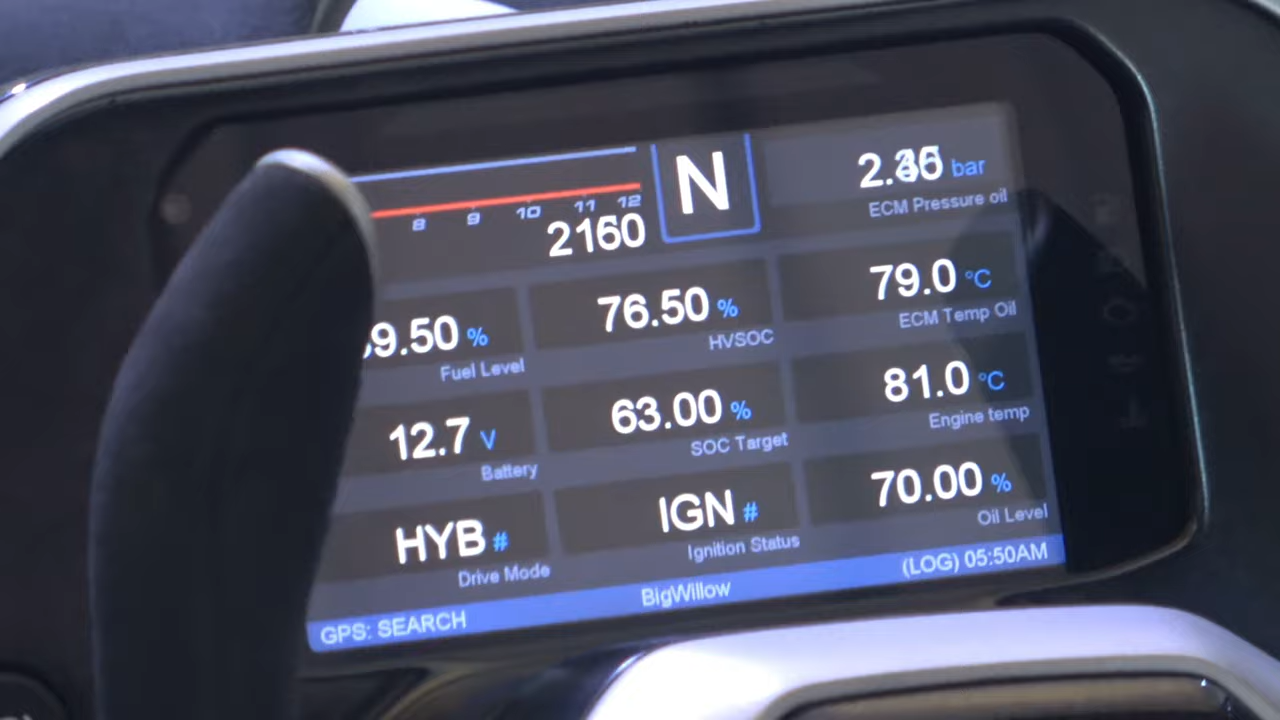 8 9 10 11 12
2160
N
bar
ECM Pressure oil
9.50 %
Fuel Level
76.50 %
HVSOC
79.0 °C
ECM Temp Oil
12.7 V
Battery
63.00 %
SOC Target
81.0 °C
Engine temp
HYB #
Drive Mode
IGN #
Ignition Status
70.00 %
Oil Level
GPS: SEARCH
BigWillow
(LOG) 05:50AM